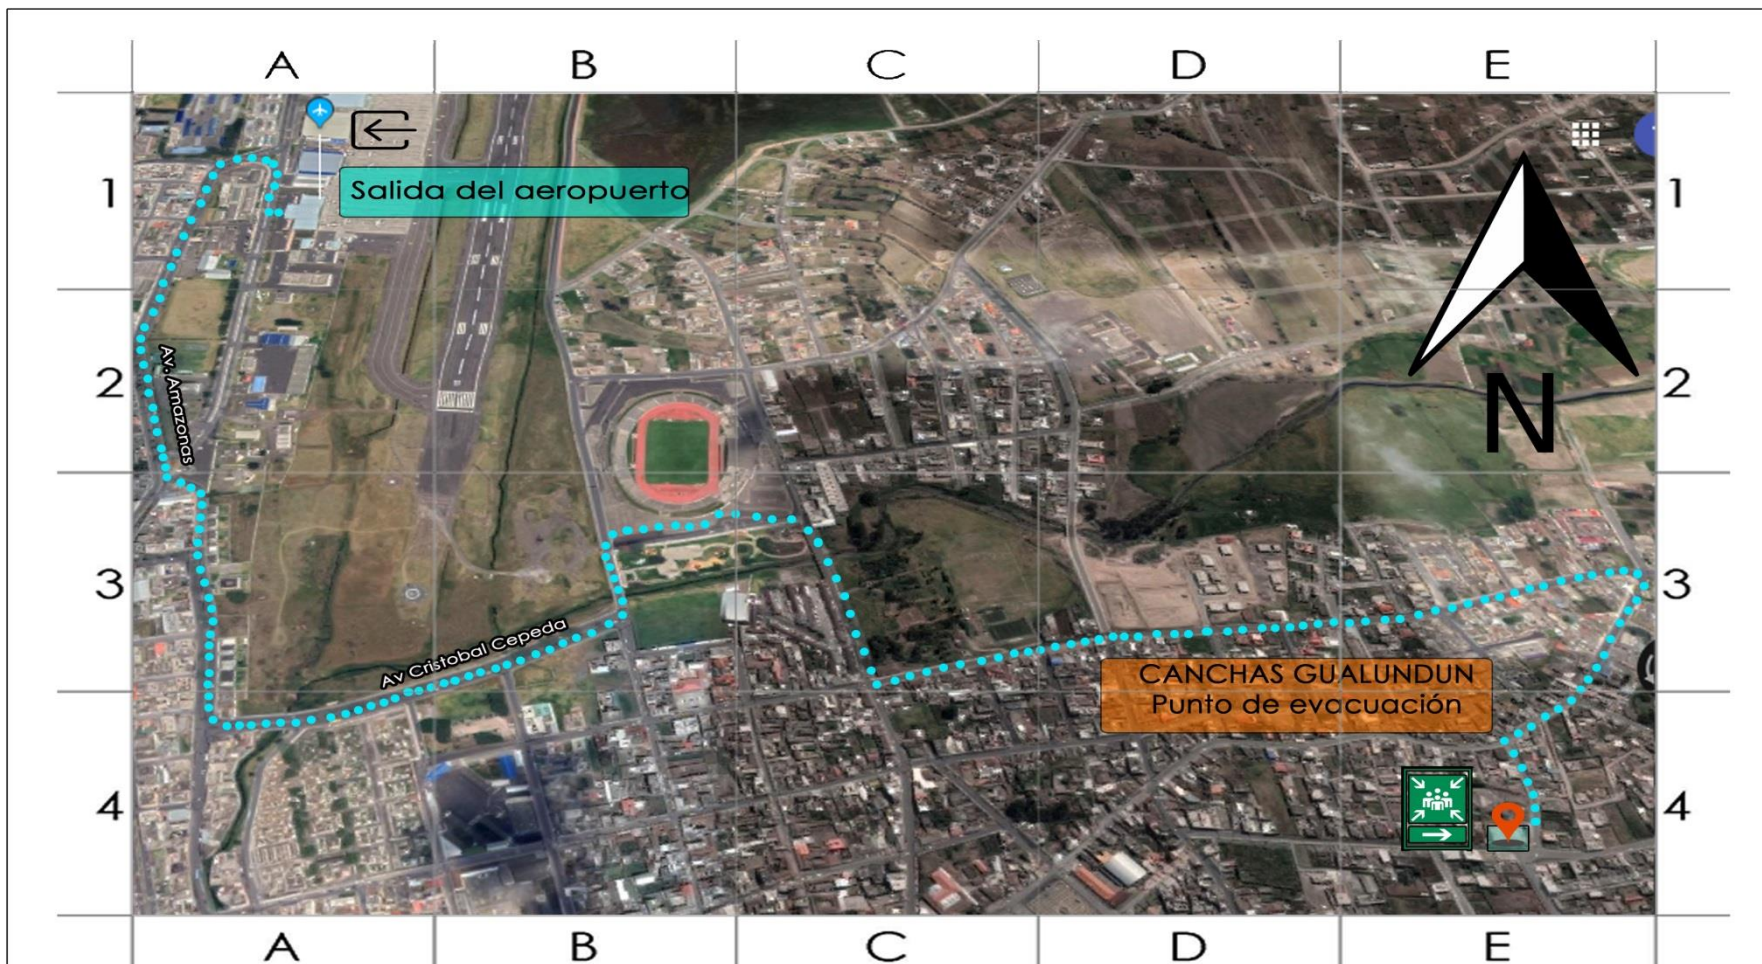 A B C D E
Salida del aeropuerto
1 1
Av. Amazonas
2 2
N
3 3
Av Cristobal Cepeda
CANCHAS GUALUNDUN
Punto de evacuación
4 4
A B C D E